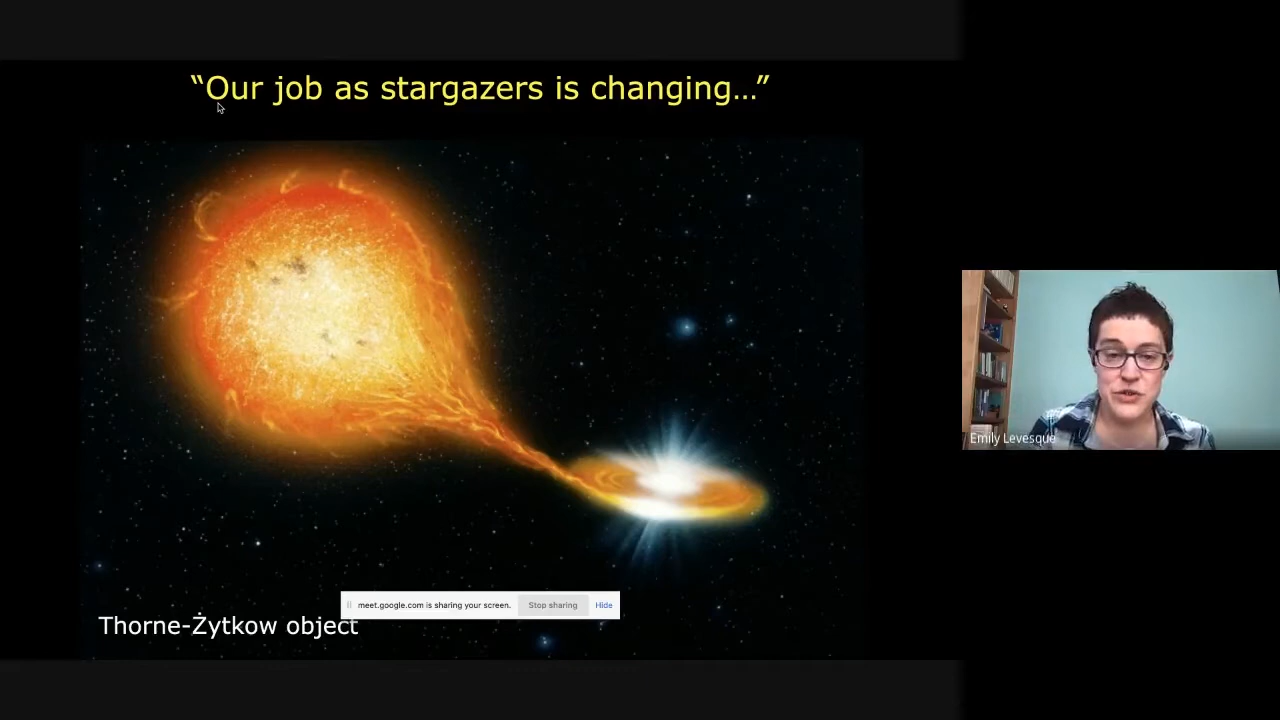 “Our job as stargazers is changing…”
Emily Levesque
meet.google.com is sharing your screen. Stop sharing Hide
Thorne-Żytkow object